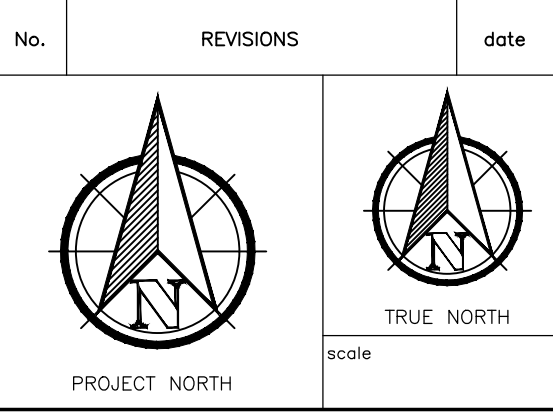 No. REVISIONS date
N
N
PROJECT NORTH
TRUE NORTH
scale